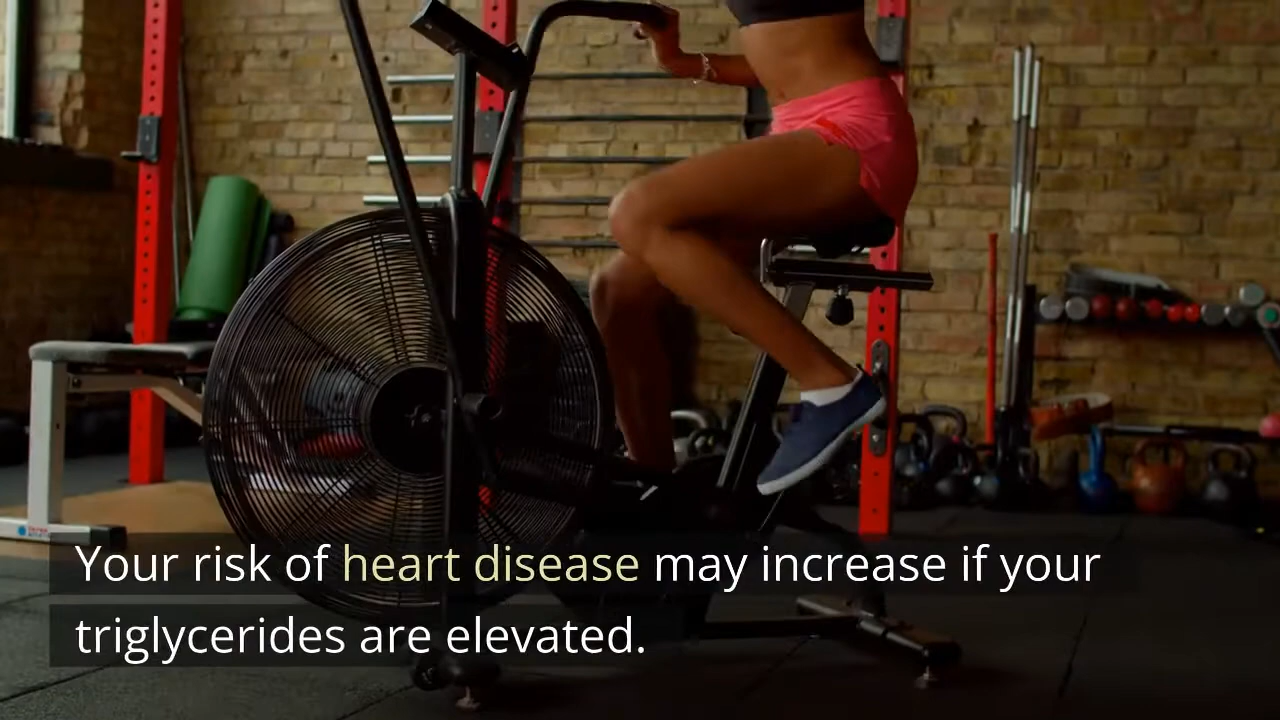 Your risk of heart disease may increase if your
triglycerides are elevated.